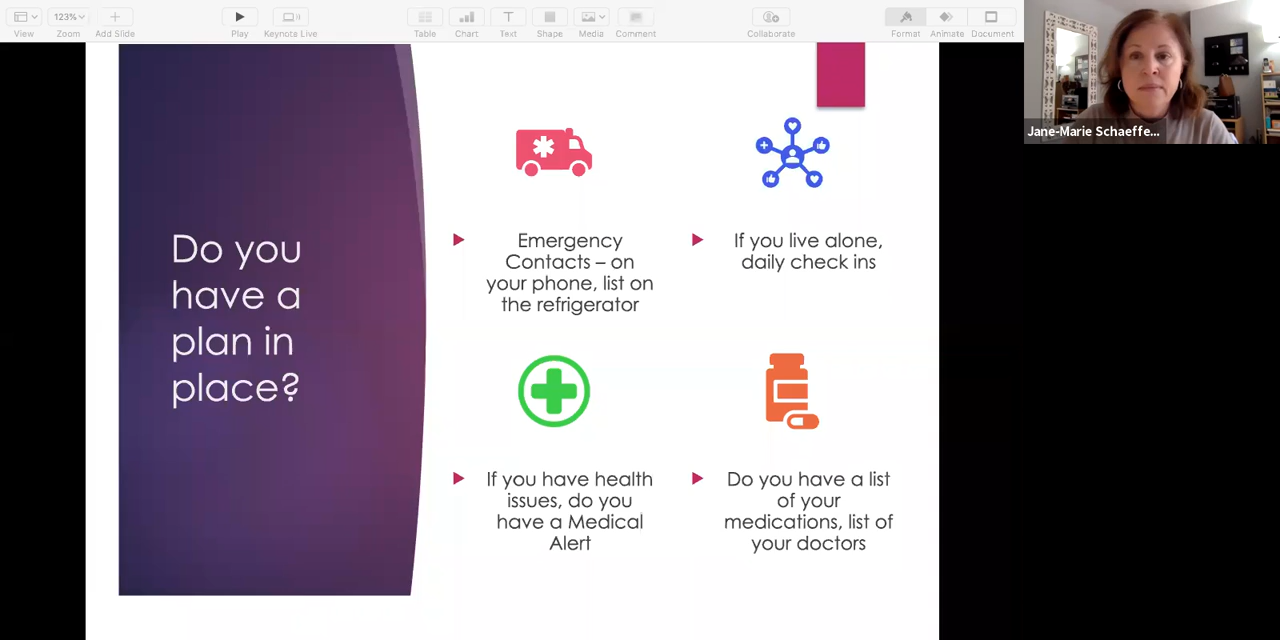 123%
View
Zoom
Add Slide
Play
Keynote Live
Table
Chart
Text
Shape
Media
Comment
Collaborate
Format
Animate
Document
T
Jane-Marie Schaeffe...
Do you
have a
plan in
place?
Emergency
Contacts – on
your phone, list on
the refrigerator
If you live alone,
daily check ins
If you have health
issues, do you
have a Medical
Alert
Do you have a list
of your
medications, list of
your doctors